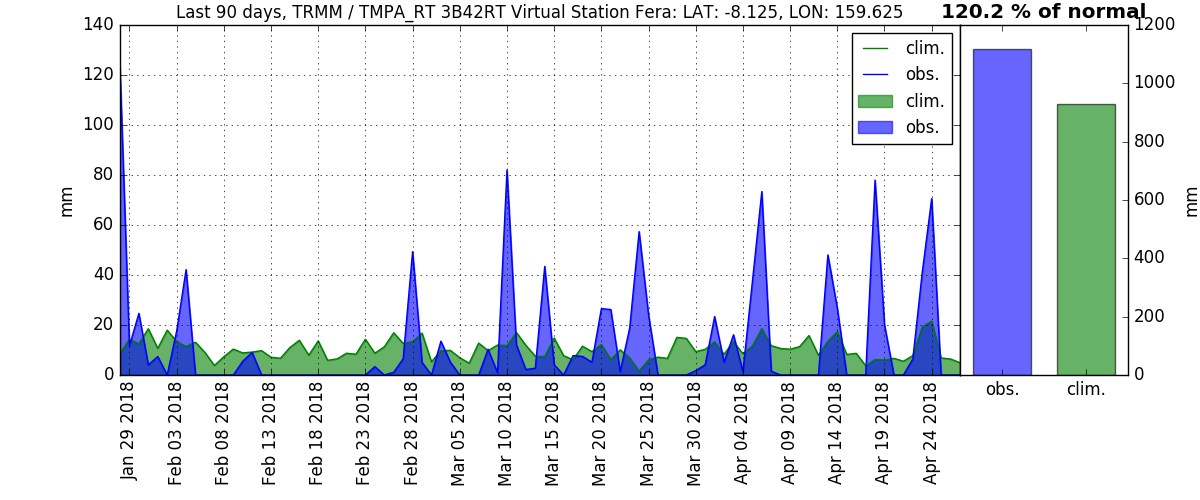 Last 90 days, TRMM / TMPA_RT 3B42RT Virtual Station Fera: LAT: -8.125, LON: 159.625
120.2 % of normal
140
120
100
80
60
40
20
0
mm
clim.
obs.
clim.
obs.
1200
1000
800
600
400
200
0
mm
Jan 29 2018
Feb 03 2018
Feb 08 2018
Feb 13 2018
Feb 18 2018
Feb 23 2018
Feb 28 2018
Mar 05 2018
Mar 10 2018
Mar 15 2018
Mar 20 2018
Mar 25 2018
Mar 30 2018
Apr 04 2018
Apr 09 2018
Apr 14 2018
Apr 19 2018
Apr 24 2018
obs.
clim.